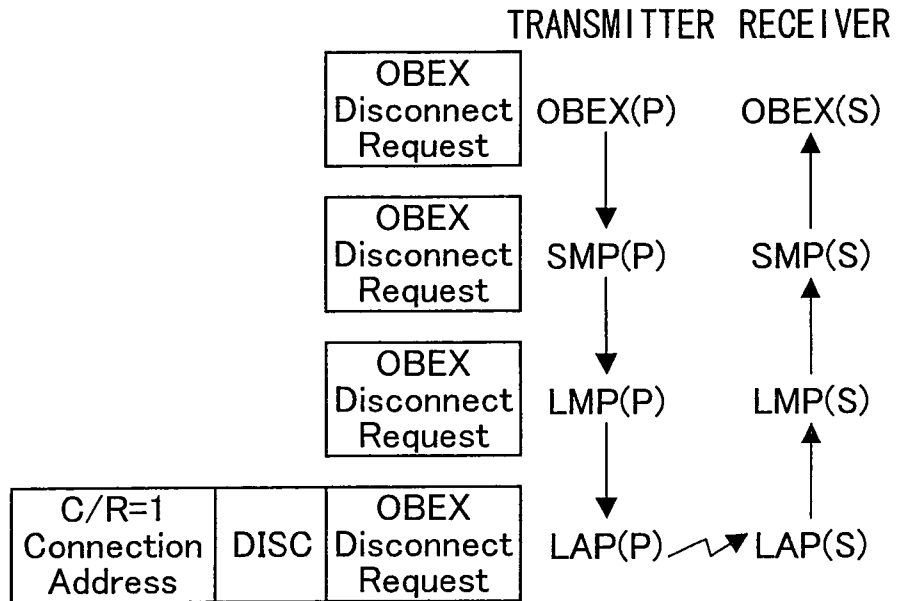 TRANSMITTER RECEIVER
OBEX
Disconnect
Request
OBEX(P)
OBEX(S)
OBEX
Disconnect
Request
SMP(P)
SMP(S)
OBEX
Disconnect
Request
LMP(P)
LMP(S)
C/R=1
Connection
Address
DISC
OBEX
Disconnect
Request
LAP(P)
LAP(S)